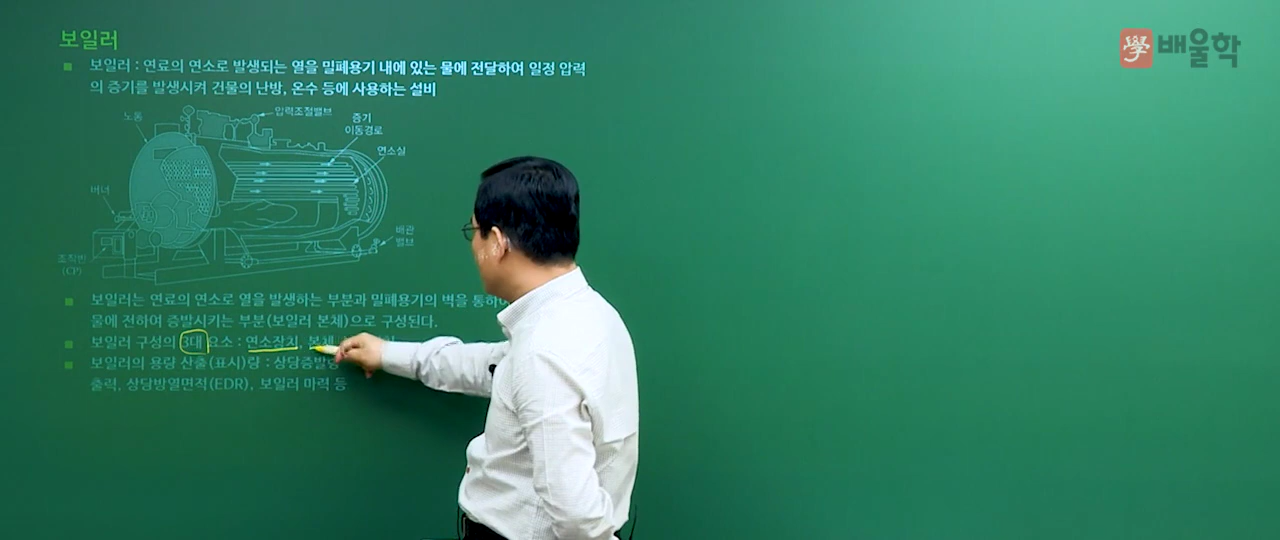 보일러
學 배울학
보일러 : 연료의 연소로 발생되는 열을 밀폐용기 내에 있는 물에 전달하여 일정 압력
의 증기를 발생시켜 건물의 난방, 온수 등에 사용하는 설비
노통
압력조절밸브
증기
이동경로
연소실
버너
배관
밸브
조작반
(CP)
보일러는 연료의 연소로 열을 발생하는 부분과 밀폐용기의 벽을 통하여
물에 전하여 증발시키는 부분(보일러 본체)으로 구성된다.
보일러 구성의 3대 요소 : 연소장치, 본체
보일러의 용량 산출(표시)량 : 상당증발량
출력, 상당방열면적(EDR), 보일러 마력 등